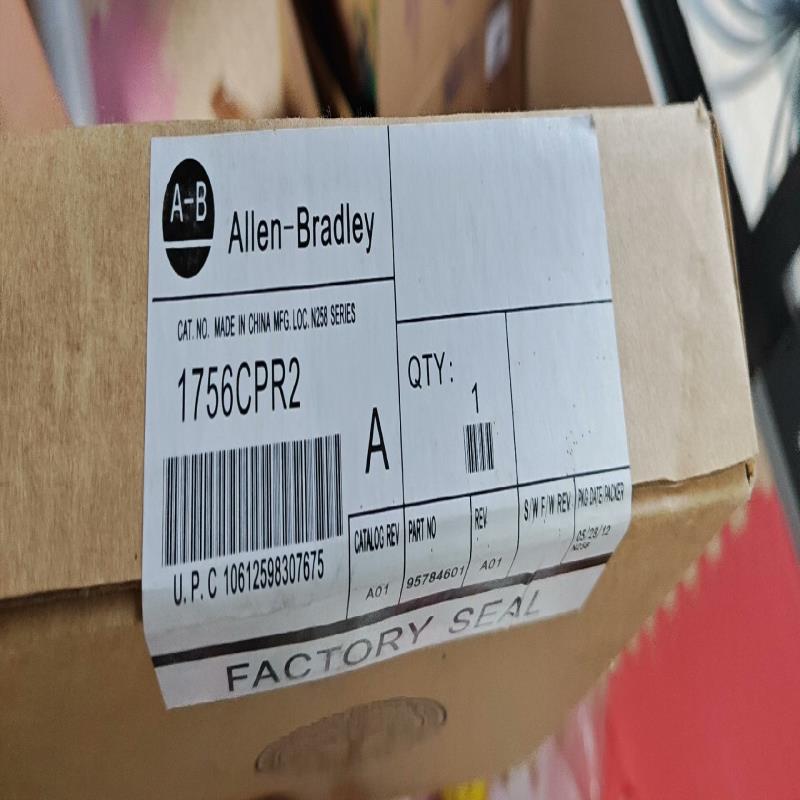 A-B
Allen-Bradley
CAT. NO. MADE IN CHINA MFG. LOC. N258 SERIES
1756CPR2
A
U.P.C 10612598307675
QTY:
1
CATALOG REV
A01
PART NO
95784601
REV
A01
S/W F/W REV
PKG DATE/PACKER
05/28/12
FACTORY SEAL